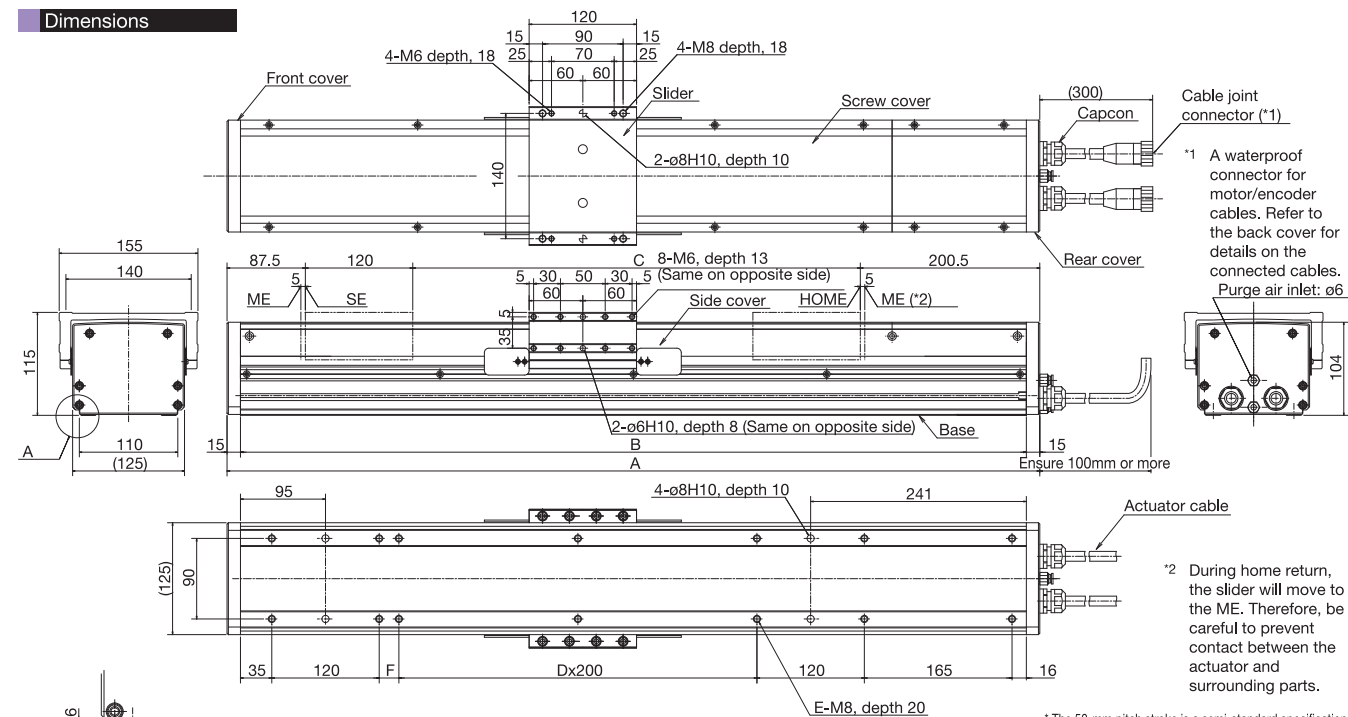 Dimensions
120
15 90 15
4-M6 depth, 18
25 70 25
4-M8 depth, 18
60 60
Front cover
Slider
Screw cover
(300)
Capcon
Cable joint
connector (*1)
140
2-ø8H10, depth 10
*1 A waterproof
connector for
motor/encoder
cables. Refer to
the back cover for
details on the
connected cables.
Rear cover
155
140
115
A
110
(125)
87.5 120 C 200.5
8-M6, depth 13
(Same on opposite side)
5 5 30 50 30 5 5
ME SE
60 60
Side cover
HOME ME (*2)
5
35
2-ø6H10, depth 8 (Same on opposite side)
Base
15 B 15
A
Ensure 100mm or more
Purge air inlet: ø6
104
95
4-ø8H10, depth 10
241
Actuator cable
(125)
90
*2 During home return,
the slider will move to
the ME. Therefore, be
careful to prevent
contact between the
actuator and
surrounding parts.
35 120 F Dx200 120 165 16
E-M8, depth 20
6